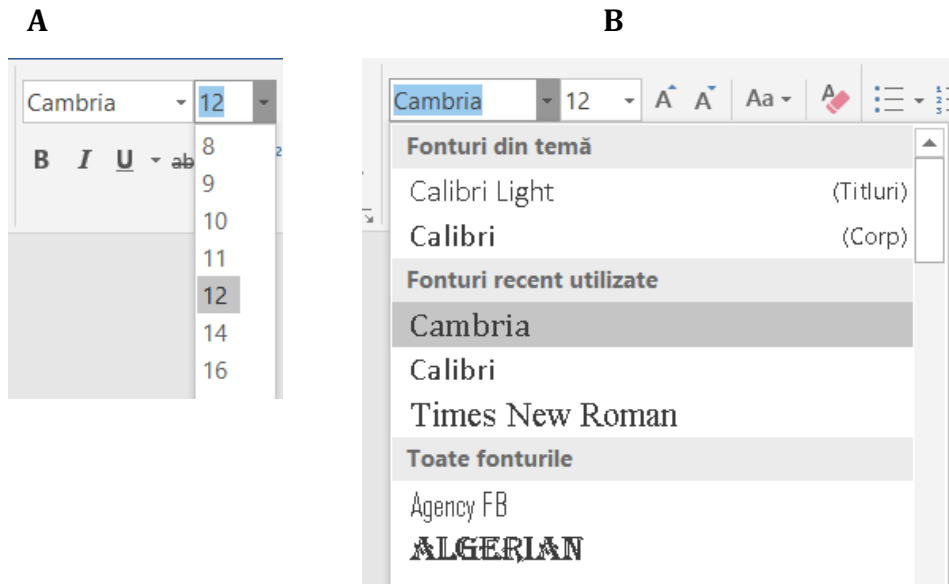 A
Cambria 12
B I U ab
8
9
10
11
12
14
16
B
Cambria 12 A A Aa A
Fonturi din temă
Calibri Light (Titluri)
Calibri (Corp)
Fonturi recent utilizate
Cambria
Calibri
Times New Roman
Toate fonturile
Agency FB
ALGERIAN